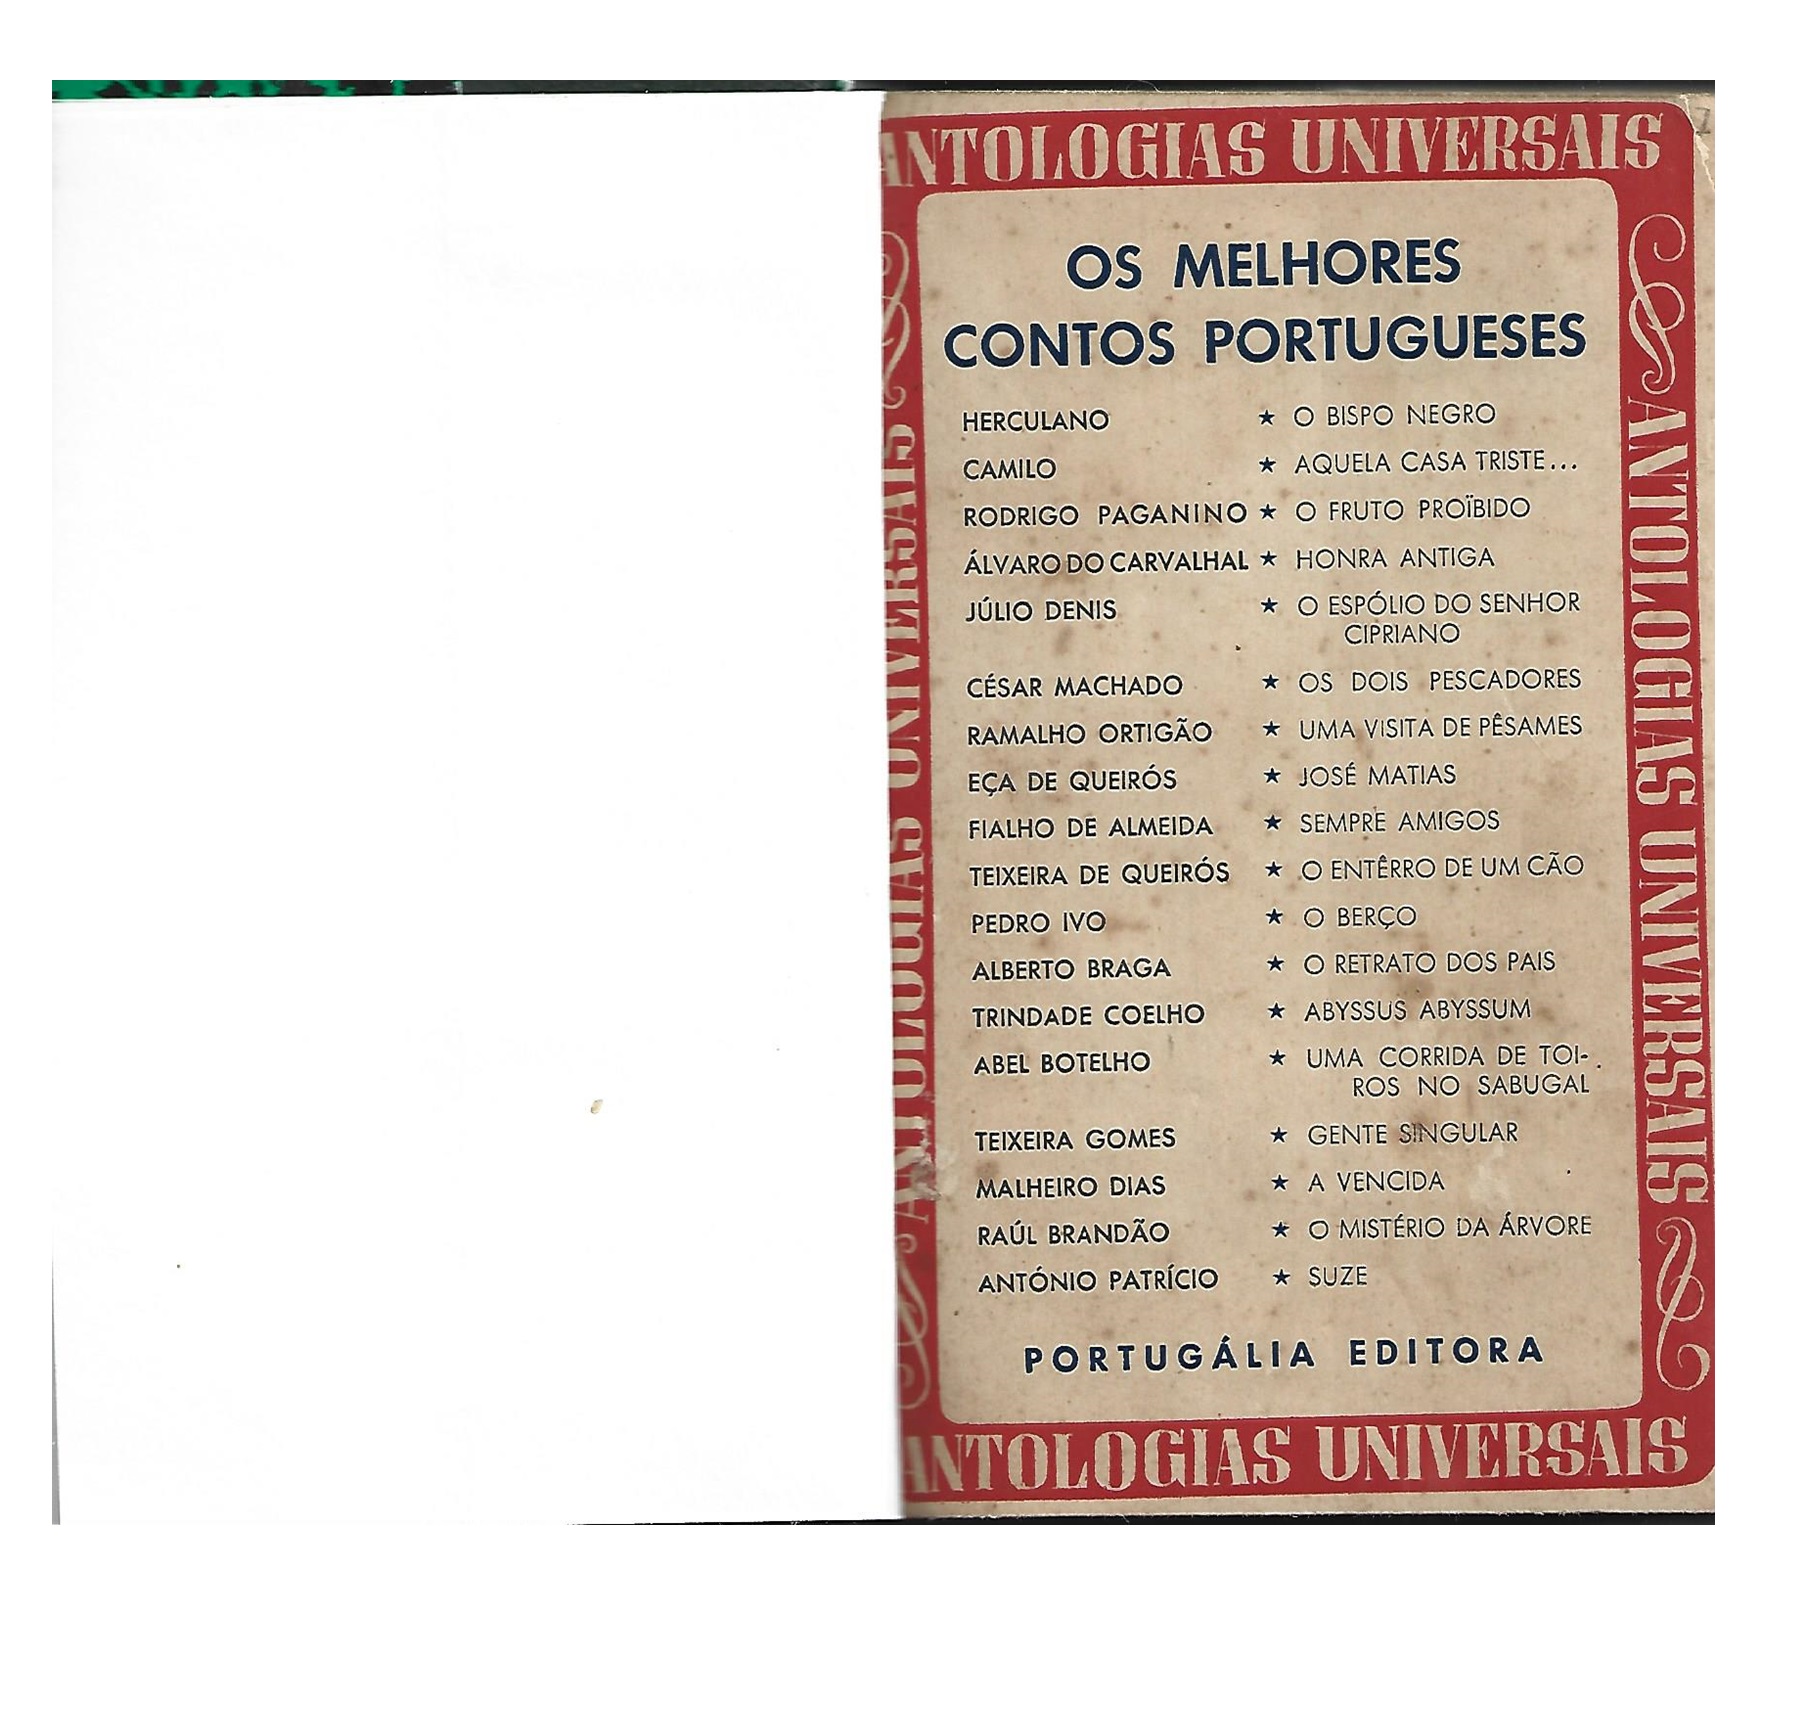 ANTOLOGIAS UNIVERSAIS
OS MELHORES
CONTOS PORTUGUESES
HERCULANO ★ O BISPO NEGRO
CAMILO ★ AQUELA CASA TRISTE...
RODRIGO PAGANINO ★ O FRUTO PROÏBIDO
ÁLVARO DO CARVALHAL ★ HONRA ANTIGA
JÚLIO DENIS ★ O ESPÓLIO DO SENHOR
CIPRIANO
CÉSAR MACHADO ★ OS DOIS PESCADORES
RAMALHO ORTIGÃO ★ UMA VISITA DE PÊSAMES
EÇA DE QUEIRÓS ★ JOSÉ MATIAS
FIALHO DE ALMEIDA ★ SEMPRE AMIGOS
TEIXEIRA DE QUEIRÓS ★ O ENTÊRRO DE UM CÃO
PEDRO IVO ★ O BERÇO
ALBERTO BRAGA ★ O RETRATO DOS PAIS
TRINDADE COELHO ★ ABYSSUS ABYSSUM
ABEL BOTELHO ★ UMA CORRIDA DE TOI-
ROS NO SABUGAL
TEIXEIRA GOMES ★ GENTE SINGULAR
MALHEIRO DIAS ★ A VENCIDA
RAÚL BRANDÃO ★ O MISTÉRIO DA ÁRVORE
ANTÓNIO PATRÍCIO ★ SUZE
PORTUGÁLIA EDITORA
ANTOLOGIAS UNIVERSAIS
ANTOLOGIAS UNIVERSAIS
ANTOLOGIAS UNIVERSAIS